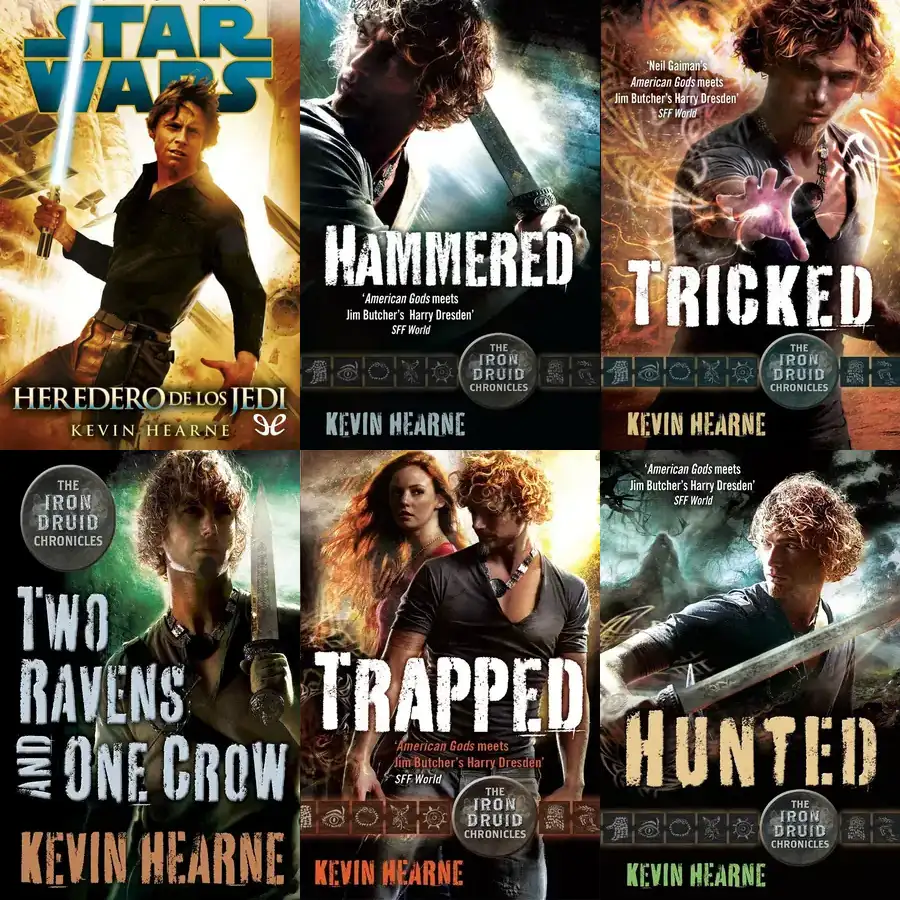 STAR
WARS
HEREDERO DE LOS JEDI
KEVIN HEARNE
HAMMERED
'American Gods meets
Jim Butcher's Harry Dresden'
SFF World
THE
IRON
DRUID
CHRONICLES
KEVIN HEARNE
'Neil Gaiman's
American Gods meets
Jim Butcher's Harry Dresden'
SFF World
TRICKED
THE
IRON
DRUID
CHRONICLES
KEVIN HEARNE
THE
IRON
DRUID
CHRONICLES
TWO
RAVENS
AND ONE CROW
KEVIN HEARNE
TRAPPED
'American Gods meets
Jim Butcher's Harry Dresden'
SFF World
THE
IRON
DRUID
CHRONICLES
KEVIN HEARNE
'American Gods meets
Jim Butcher's Harry Dresden'
SFF World
HUNTED
THE
IRON
DRUID
CHRONICLES
KEVIN HEARNE